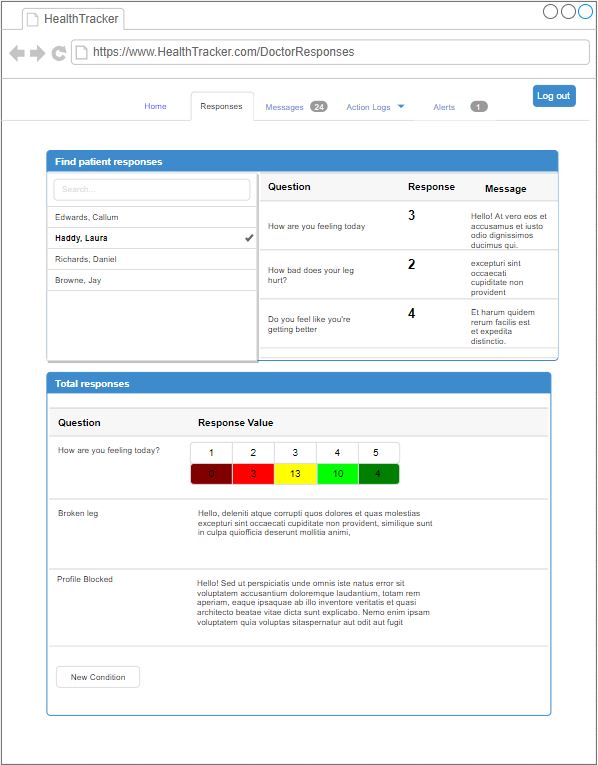 HealthTracker
https://www.HealthTracker.com/DoctorResponses
Log out
Home
Responses
Messages 24
Action Logs
Alerts 1
Find patient responses
Search...
Edwards, Callum
Haddy, Laura
Richards, Daniel
Browne, Jay
Question Response Message
How are you feeling today
3
Hello! At vero eos et
accusamus et iusto
odio dignissimos
ducimus qui.
How bad does your leg
hurt?
2
excepturi sint
occaecati
cupiditate non
provident
Do you feel like you're
getting better
4
Et harum quidem
rerum facilis est
et expedita
distinctio.
Total responses
Question Response Value
How are you feeling today?
1 2 3 4 5
3 13 10 4
Broken leg
Hello, deleniti atque corrupti quos dolores et quas molestias
excepturi sint occaecati cupiditate non provident, similique sunt
in culpa quiofficia deserunt mollitia animi,
Profile Blocked
Hello! Sed ut perspiciatis unde omnis iste natus error sit
voluptatem accusantium doloremque laudantium, totam rem
aperiam, eaque ipsaquae ab illo inventore veritatis et quasi
architecto beatae vitae dicta sunt explicabo. Nemo enim ipsam
voluptatem quia voluptas sitaspernatur aut odit aut fugit
New Condition